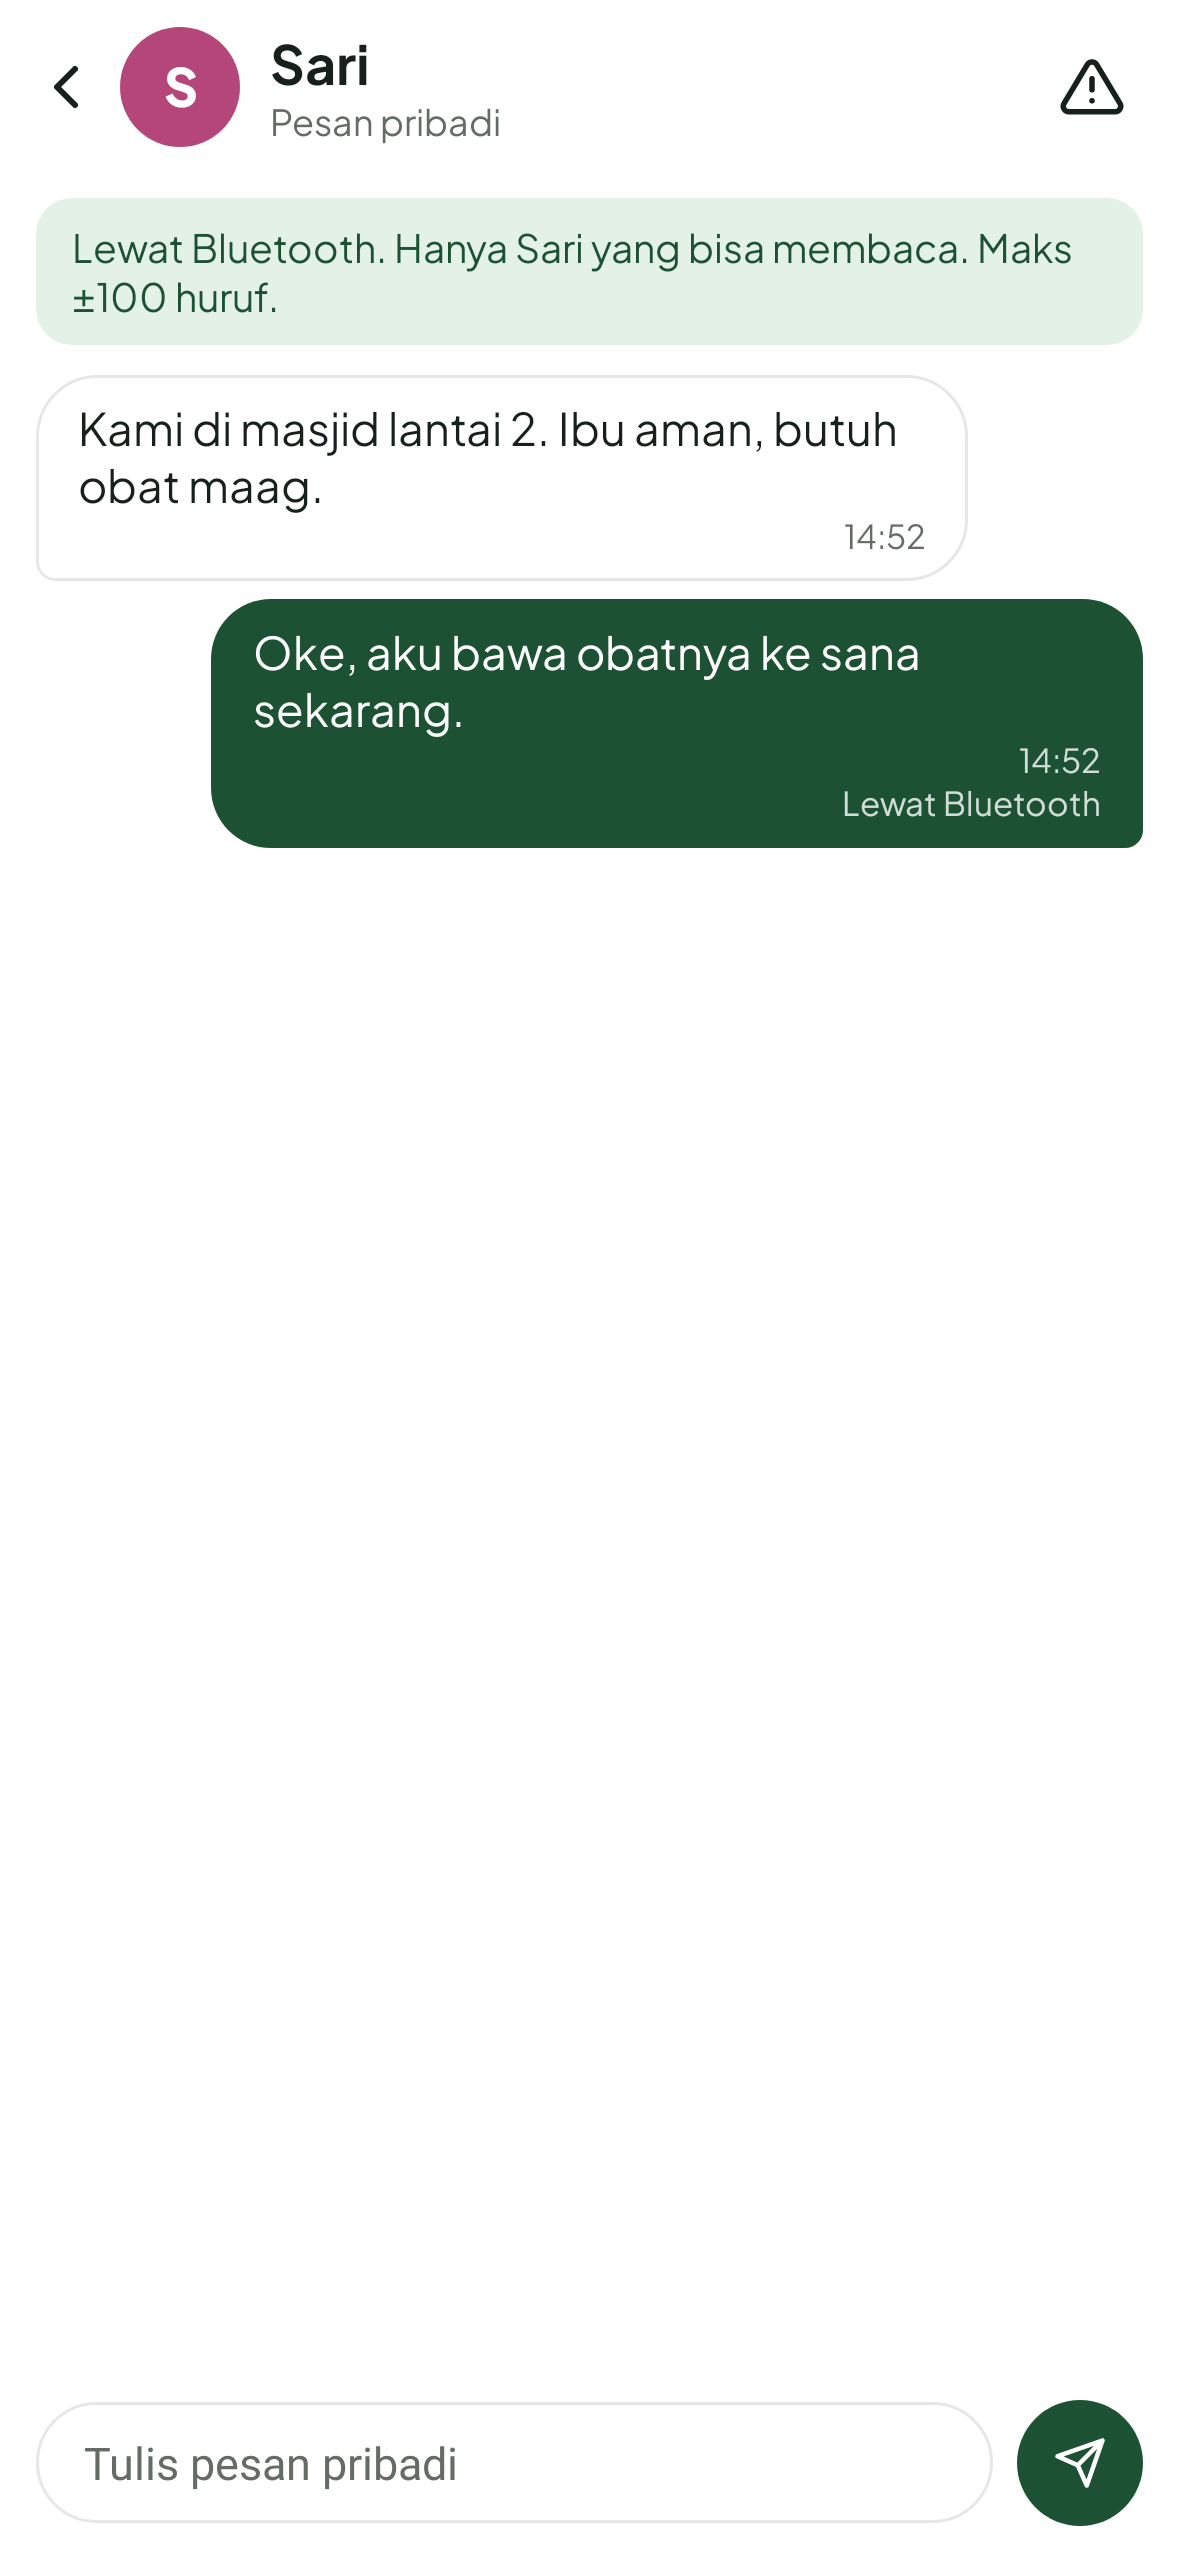 S
Sari
Pesan pribadi
Lewat Bluetooth. Hanya Sari yang bisa membaca. Maks
±100 huruf.
Kami di masjid lantai 2. Ibu aman, butuh
obat maag.
14:52
Oke, aku bawa obatnya ke sana
sekarang.
14:52
Lewat Bluetooth
Tulis pesan pribadi